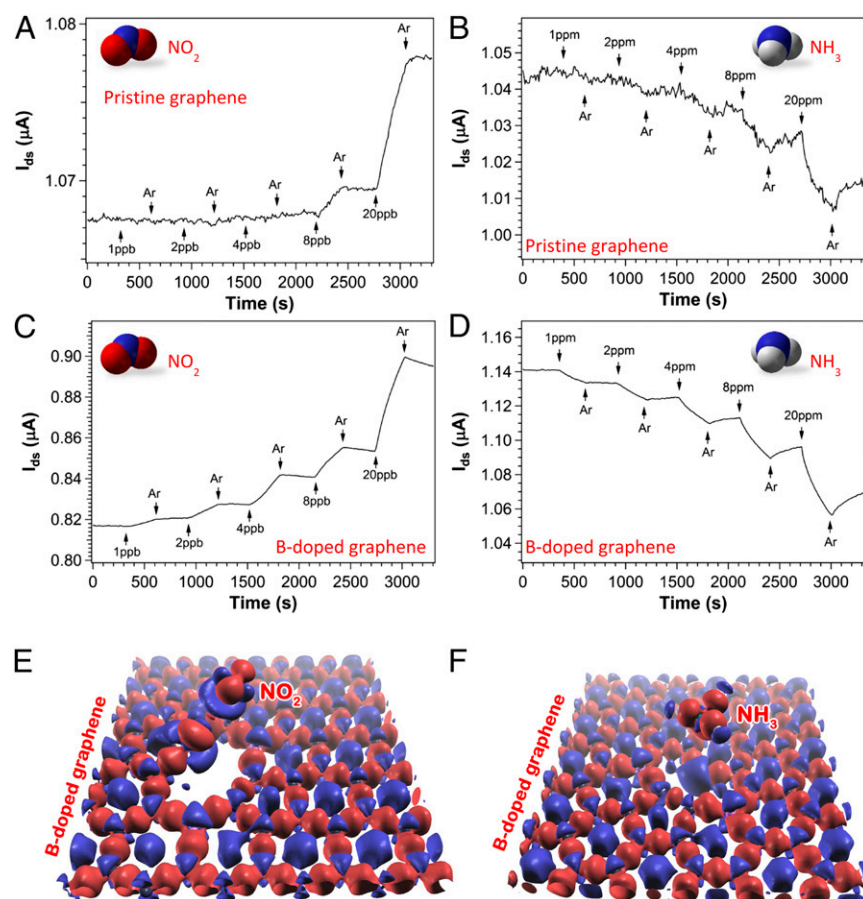 A
NO2
Pristine graphene
1.08
1.07
Ids (μA)
Ar
Ar
Ar
Ar
Ar
Ar
1ppb
2ppb
4ppb
8ppb
20ppb
0 500 1000 1500 2000 2500 3000
Time (s)
B
NH3
Pristine graphene
1.05
1.04
1.03
1.02
1.01
1.00
Ids (μA)
1ppm
2ppm
4ppm
8ppm
20ppm
Ar
Ar
Ar
Ar
Ar
0 500 1000 1500 2000 2500 3000
Time (s)
C
NO2
0.90
0.88
0.86
0.84
0.82
0.80
Ids (μA)
Ar
Ar
Ar
Ar
Ar
1ppb
2ppb
4ppb
8ppb
20ppb
B-doped graphene
0 500 1000 1500 2000 2500 3000
Time (s)
D
NH3
1.16
1.14
1.12
1.10
1.08
1.06
1.04
Ids (μA)
1ppm
2ppm
4ppm
8ppm
20ppm
Ar
Ar
Ar
Ar
Ar
B-doped graphene
0 500 1000 1500 2000 2500 3000
Time (s)
E
NO2
B-doped graphene
F
NH3
B-doped graphene